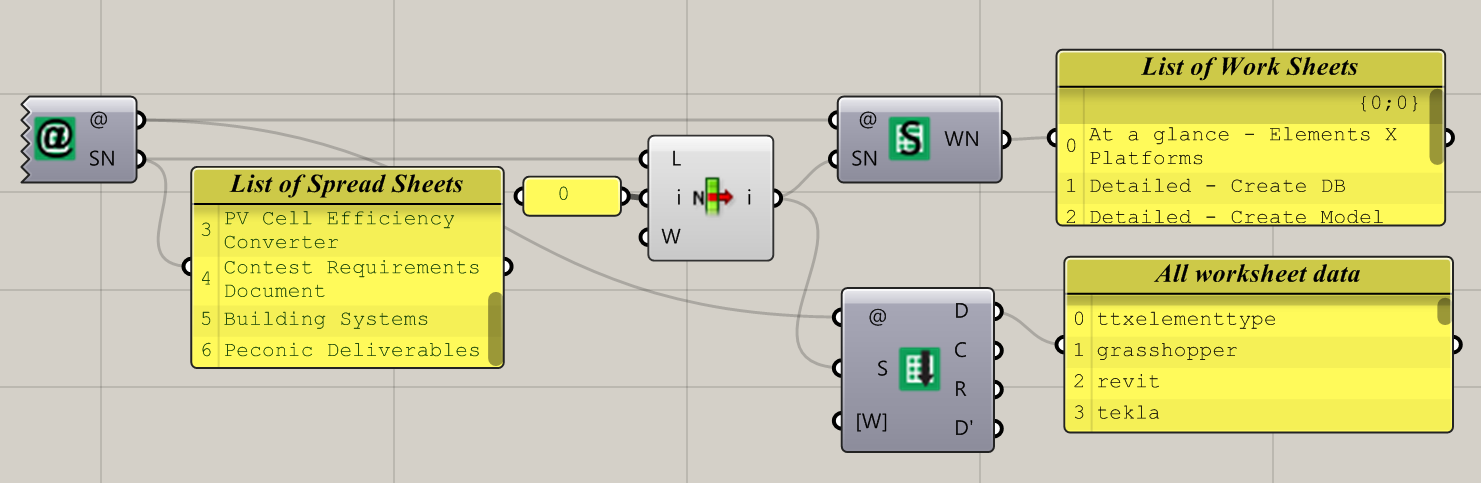 @
SN
List of Spread Sheets
3 PV Cell Efficiency
Converter
4 Contest Requirements
Document
5 Building Systems
6 Peconic Deliverables
0
L
i N i
W
@
SN
S
WN
List of Work Sheets
{0;0}
0 At a glance - Elements X
Platforms
1 Detailed - Create DB
2 Detailed - Create Model
@
S
[W]
D
C
R
D'
All worksheet data
0 ttxelementtype
1 grasshopper
2 revit
3 tekla